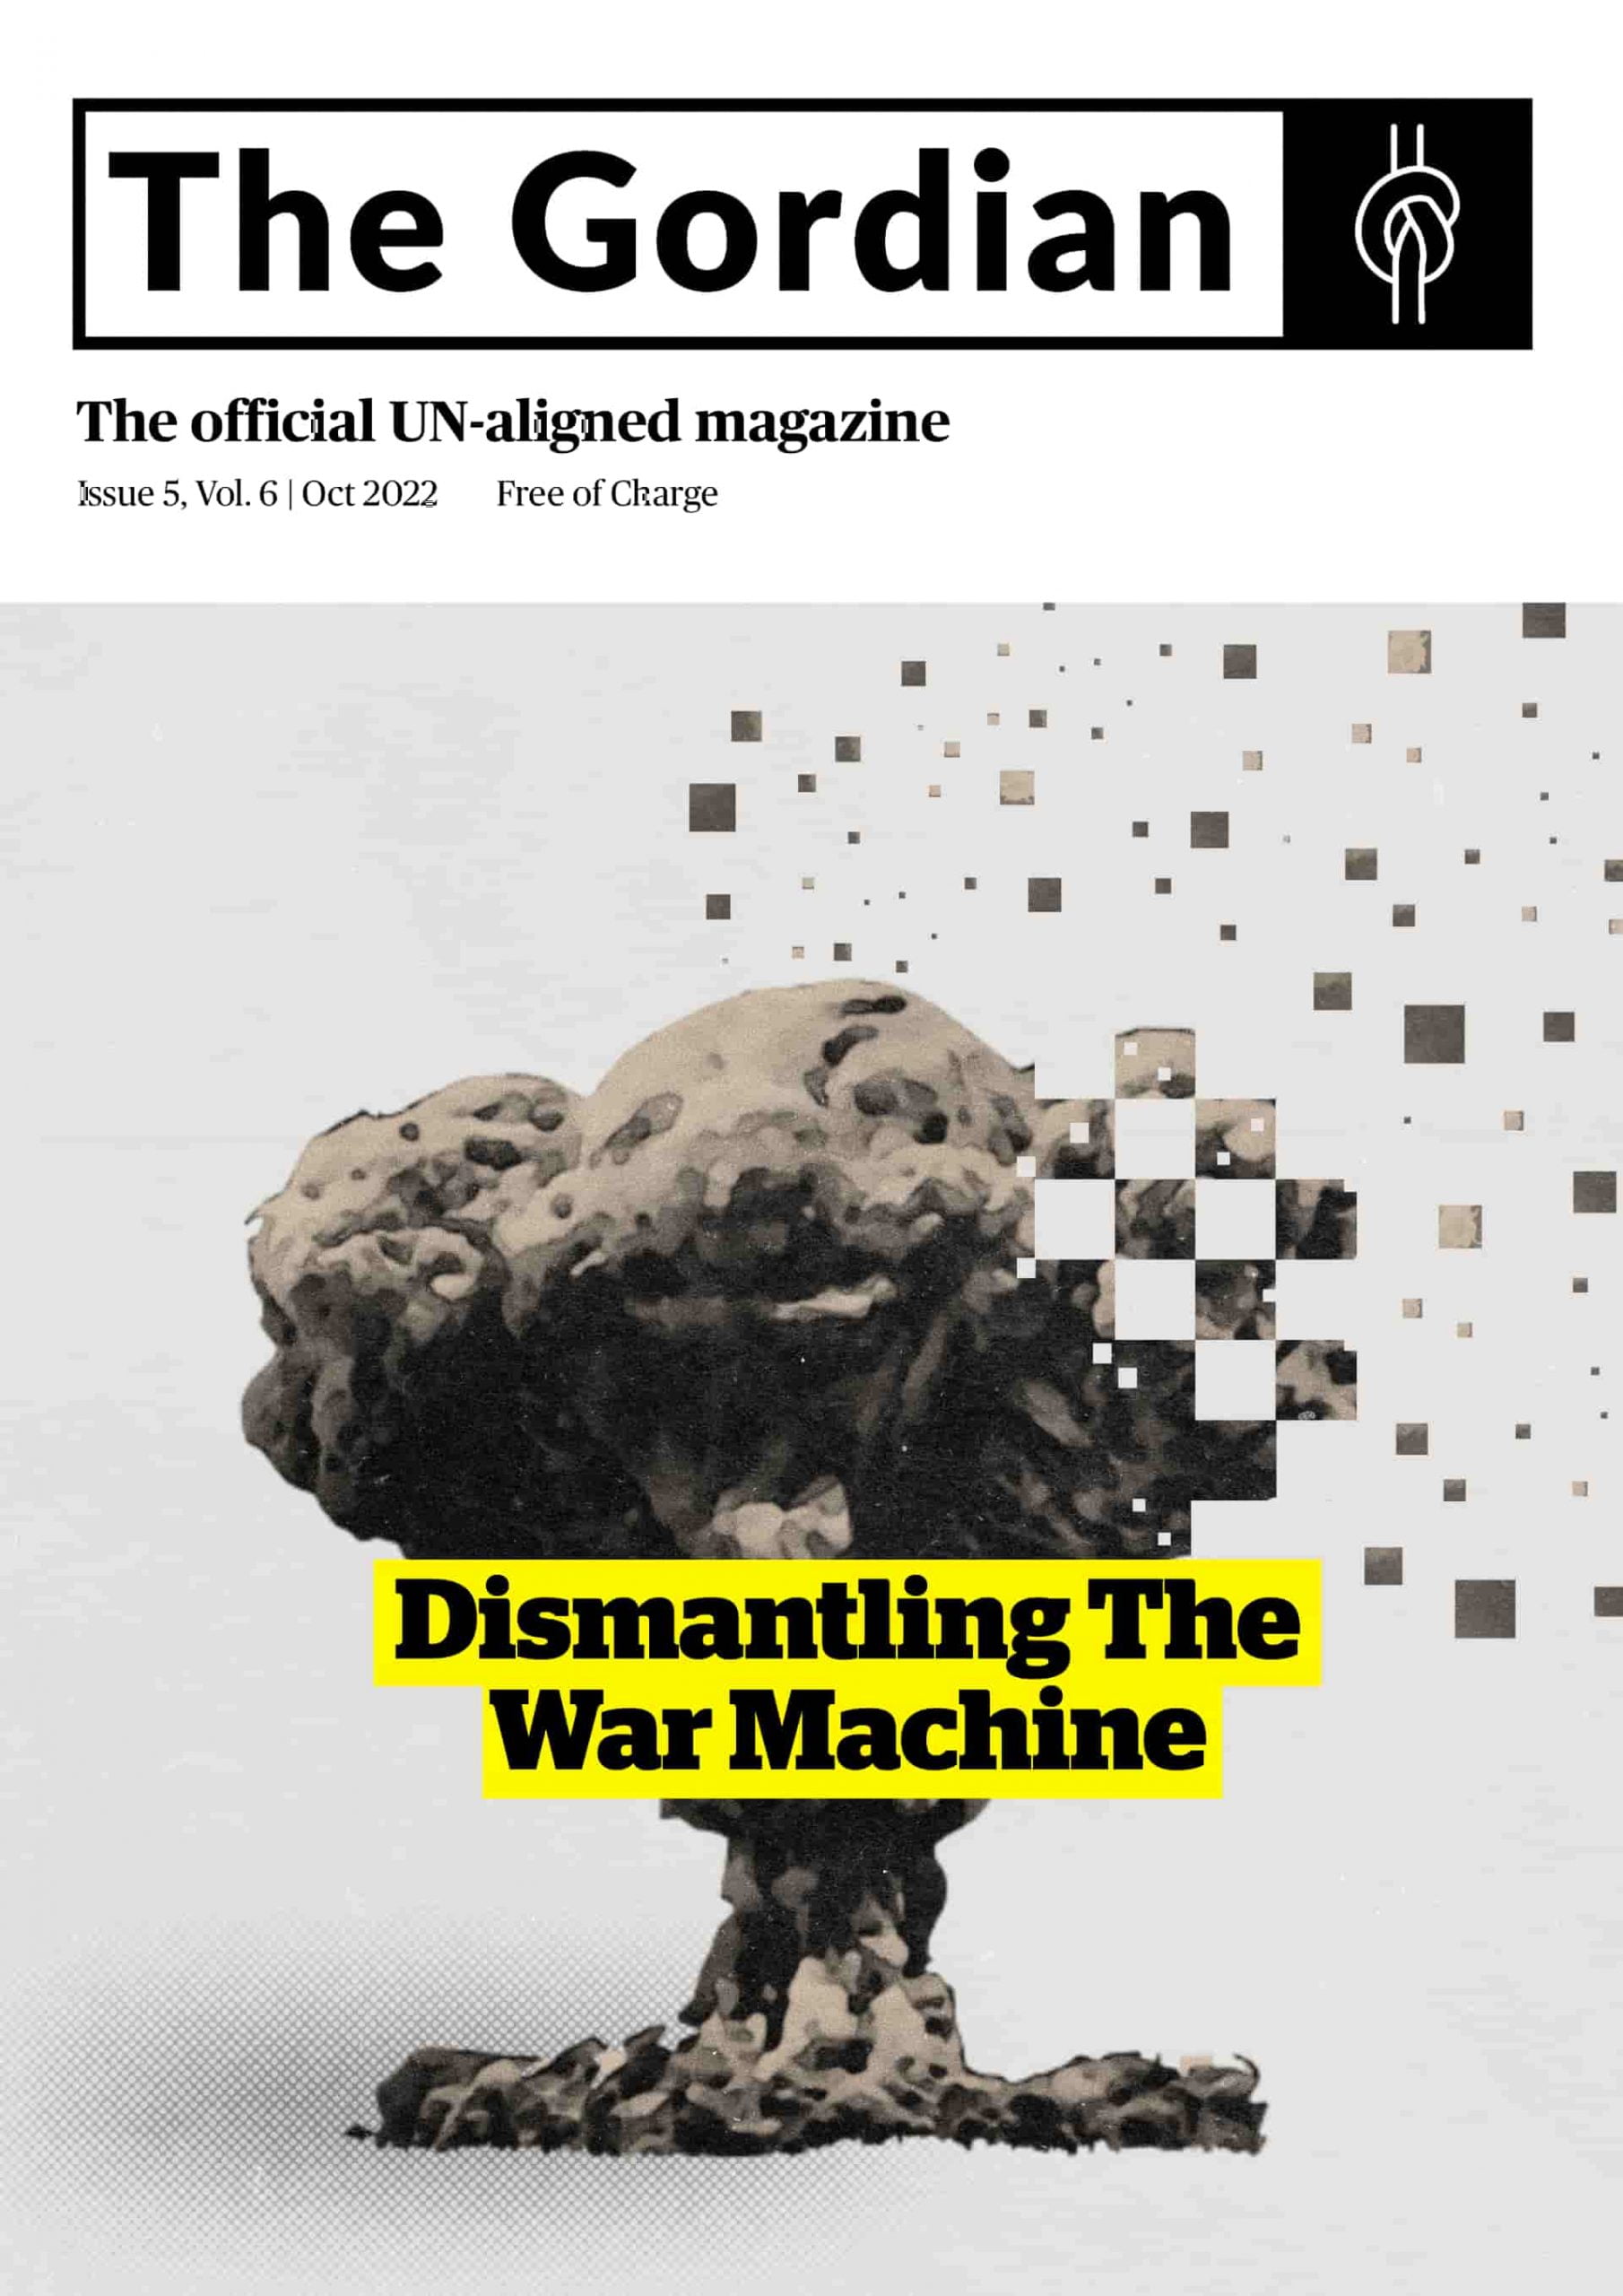 The Gordian
The official UN-aligned magazine
Issue 5, Vol. 6 | Oct 2022 Free of Charge
Dismantling The
War Machine